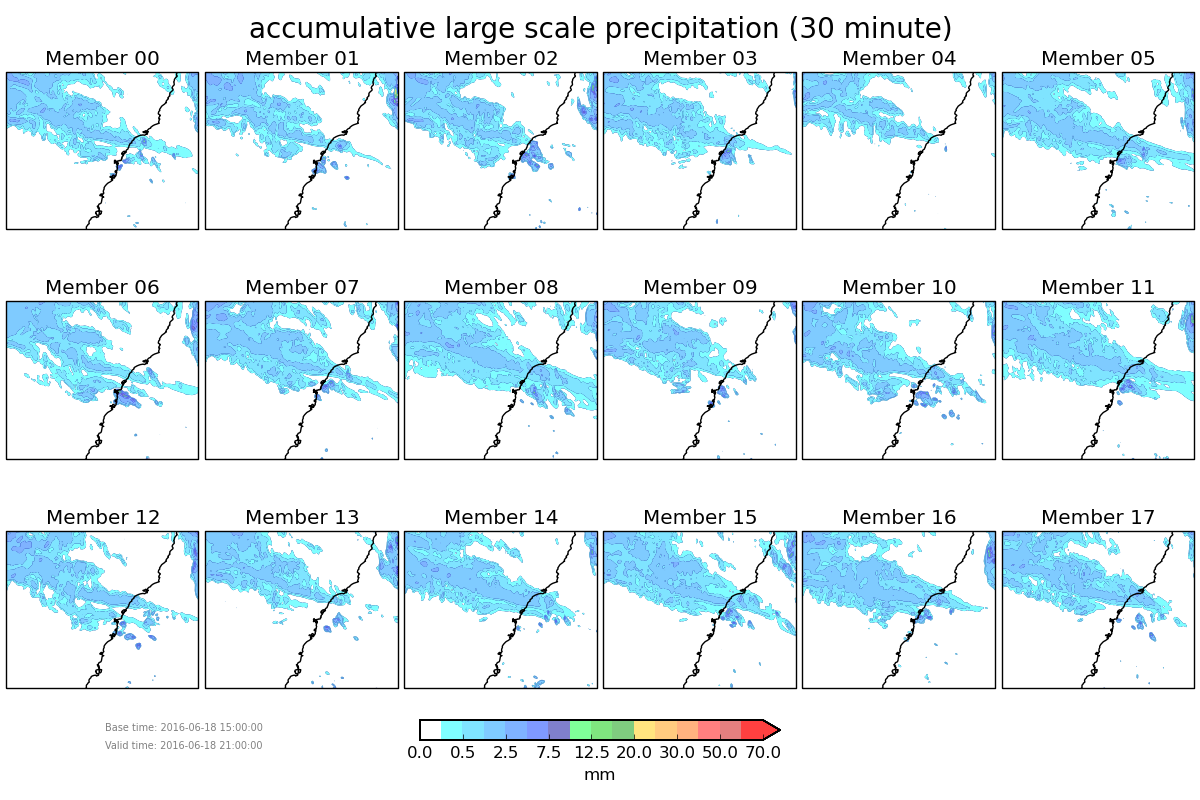 accumulative large scale precipitation (30 minute)
Member 00 Member 01 Member 02 Member 03 Member 04 Member 05
Member 06 Member 07 Member 08 Member 09 Member 10 Member 11
Member 12 Member 13 Member 14 Member 15 Member 16 Member 17
Base time: 2016-06-18 15:00:00
Valid time: 2016-06-18 21:00:00
0.0 0.5 2.5 7.5 12.5 20.0 30.0 50.0 70.0
mm